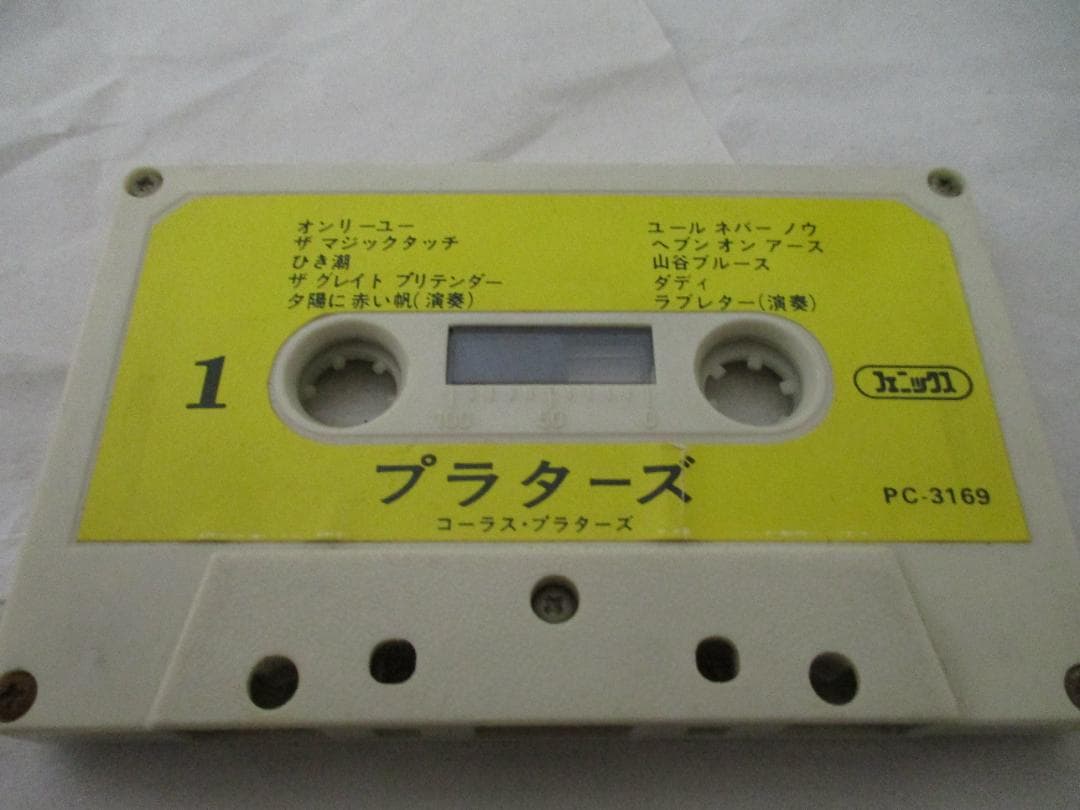 オンリーユー
ザ マジックタッチ
ひき潮
ザ グレイト プリテンダー
夕陽に赤い帆(演奏)
ユール ネバー ノウ
ヘブン オン アース
山谷ブルース
ダディ
ラブレター(演奏)
1
フェニックス
100 50 0
プラターズ
コーラス・プラターズ
PC-3169